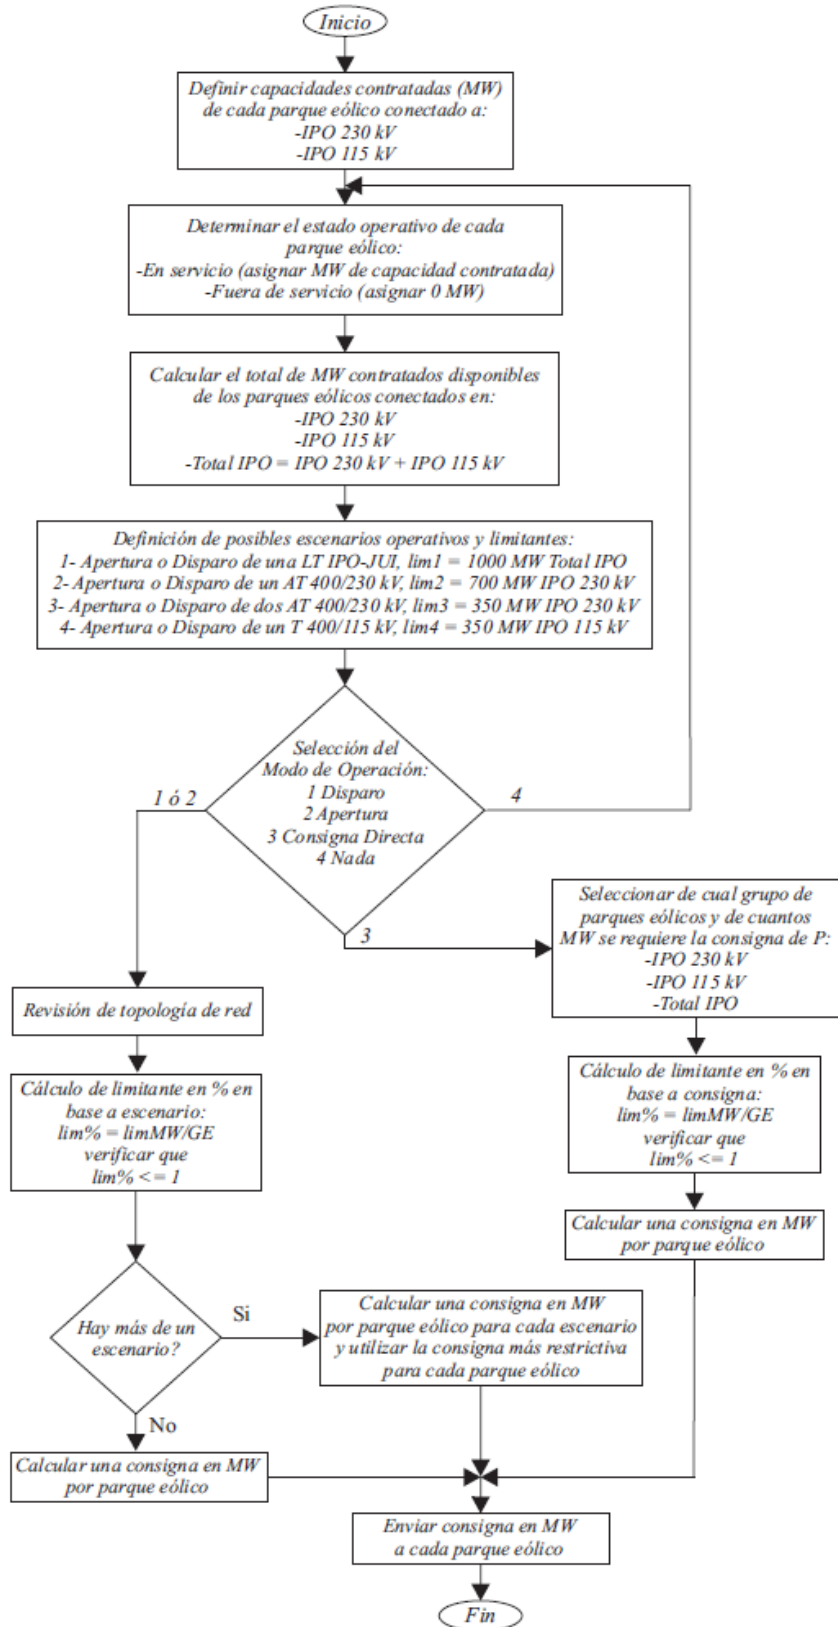 Inicio
Definir capacidades contratadas (MW)
de cada parque eólico conectado a:
-IPO 230 kV
-IPO 115 kV
Determinar el estado operativo de cada
parque eólico:
-En servicio (asignar MW de capacidad contratada)
-Fuera de servicio (asignar 0 MW)
Calcular el total de MW contratados disponibles
de los parques eólicos conectados en:
-IPO 230 kV
-IPO 115 kV
-Total IPO = IPO 230 kV + IPO 115 kV
Definición de posibles escenarios operativos y limitantes:
1- Apertura o Disparo de una LT IPO-JUI, lim1 = 1000 MW Total IPO
2- Apertura o Disparo de un AT 400/230 kV, lim2 = 700 MW IPO 230 kV
3- Apertura o Disparo de dos AT 400/230 kV, lim3 = 350 MW IPO 230 kV
4- Apertura o Disparo de un T 400/115 kV, lim4 = 350 MW IPO 115 kV
Selección del
Modo de Operación:
1 Disparo
2 Apertura
3 Consigna Directa
4 Nada
1 ó 2
4
3
Seleccionar de cual grupo de
parques eólicos y de cuantos
MW se requiere la consigna de P:
-IPO 230 kV
-IPO 115 kV
-Total IPO
Revisión de topología de red
Cálculo de limitante en % en
base a escenario:
lim% = limMW/GE
verificar que
lim% <= 1
Cálculo de limitante en % en
base a consigna:
lim% = limMW/GE
verificar que
lim% <= 1
Calcular una consigna en MW
por parque eólico
Hay más de un
escenario?
Si
Calcular una consigna en MW
por parque eólico para cada escenario
y utilizar la consigna más restrictiva
para cada parque eólico
No
Calcular una consigna en MW
por parque eólico
Enviar consigna en MW
a cada parque eólico
Fin